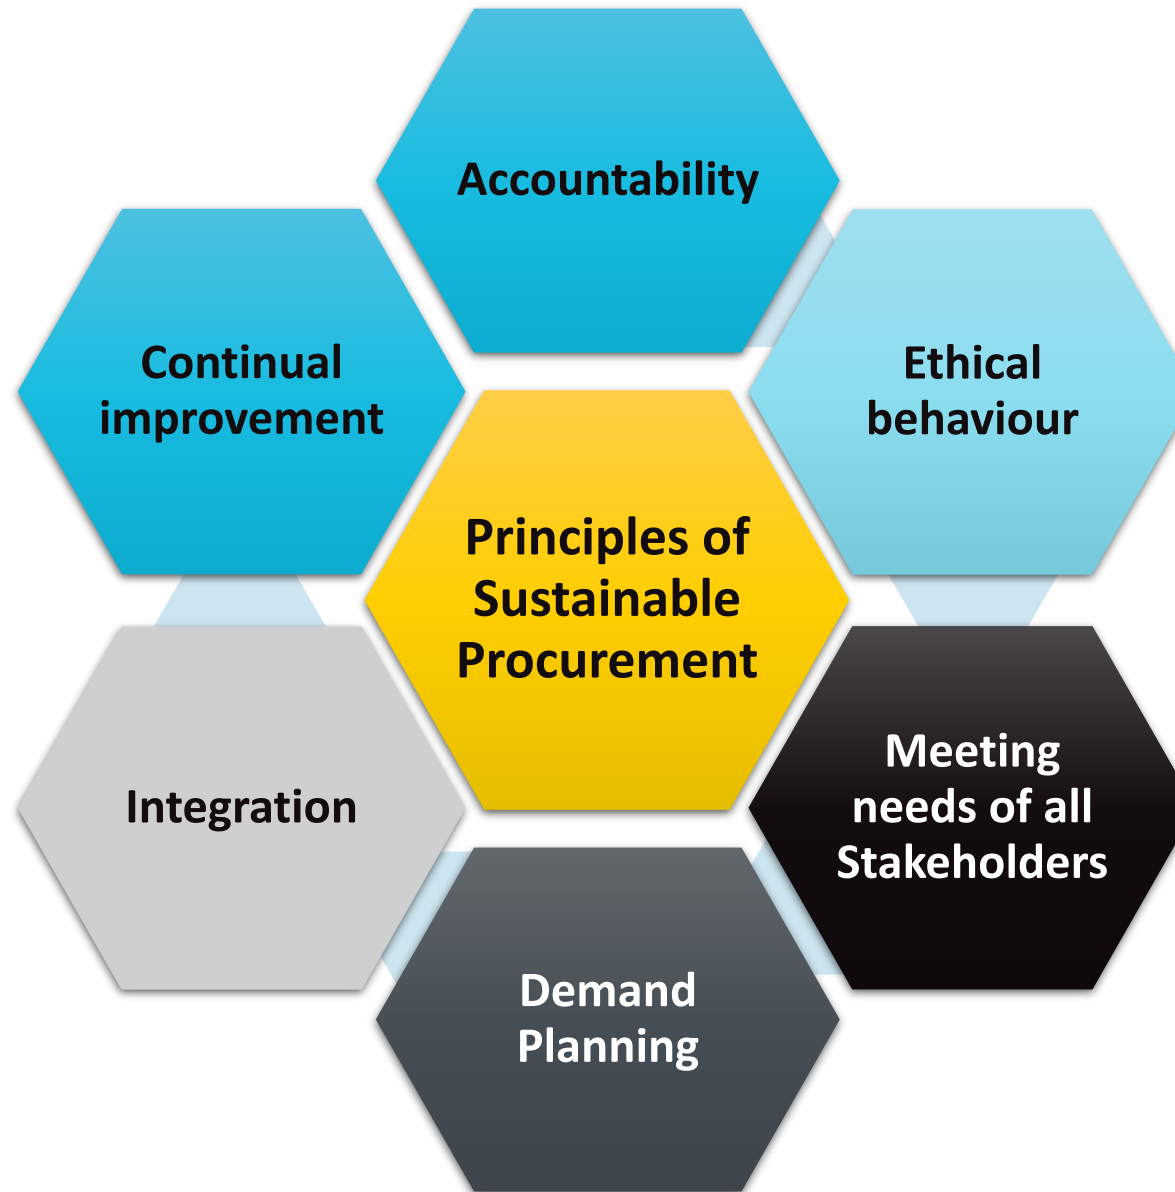 Accountability
Continual
improvement
Ethical
behaviour
Principles of
Sustainable
Procurement
Integration
Meeting
needs of all
Stakeholders
Demand
Planning